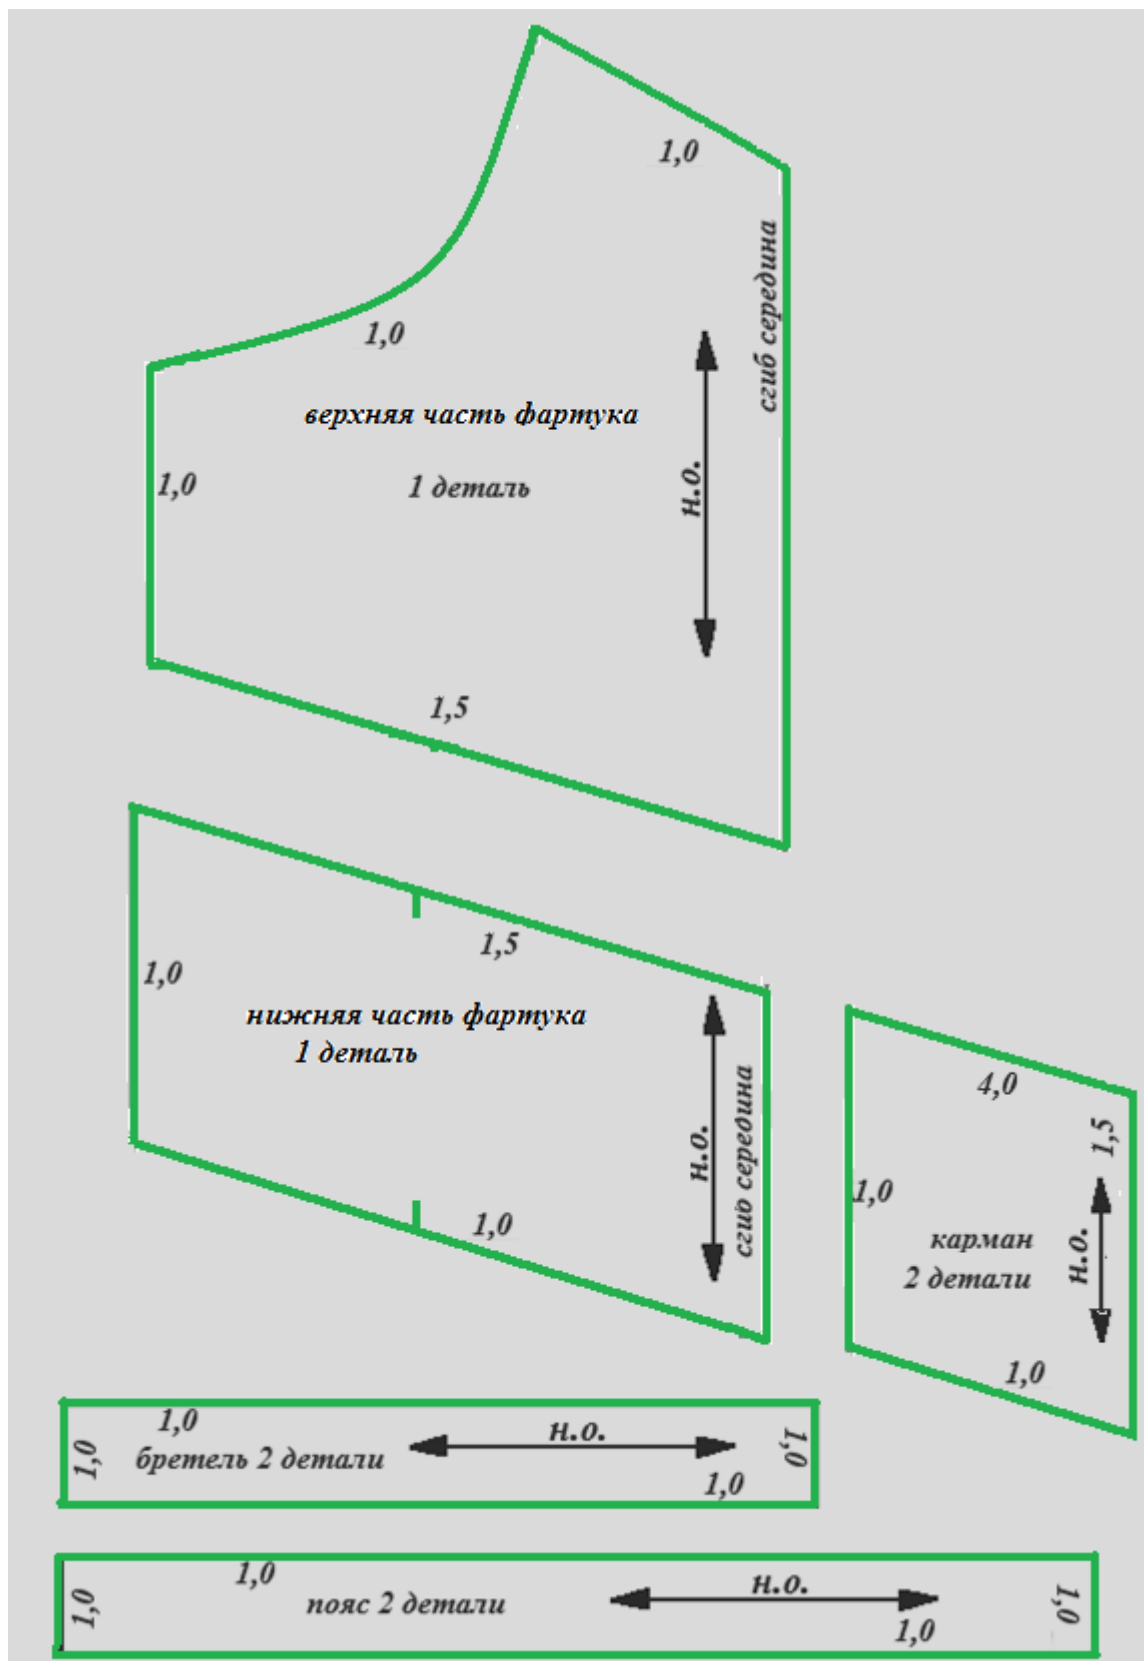 1,0
сгиб середина
1,0
верхняя часть фартука
1,0
1 деталь
н.о.
1,5
1,5
1,0
нижняя часть фартука
1 деталь
н.о.
сгиб середина
1,0
4,0
1,5
1,0
карман
2 детали
н.о.
1,0
1,0
1,0
бретель 2 детали
н.о.
1,0
1,0
1,0
1,0
пояс 2 детали
н.о.
1,0
1,0